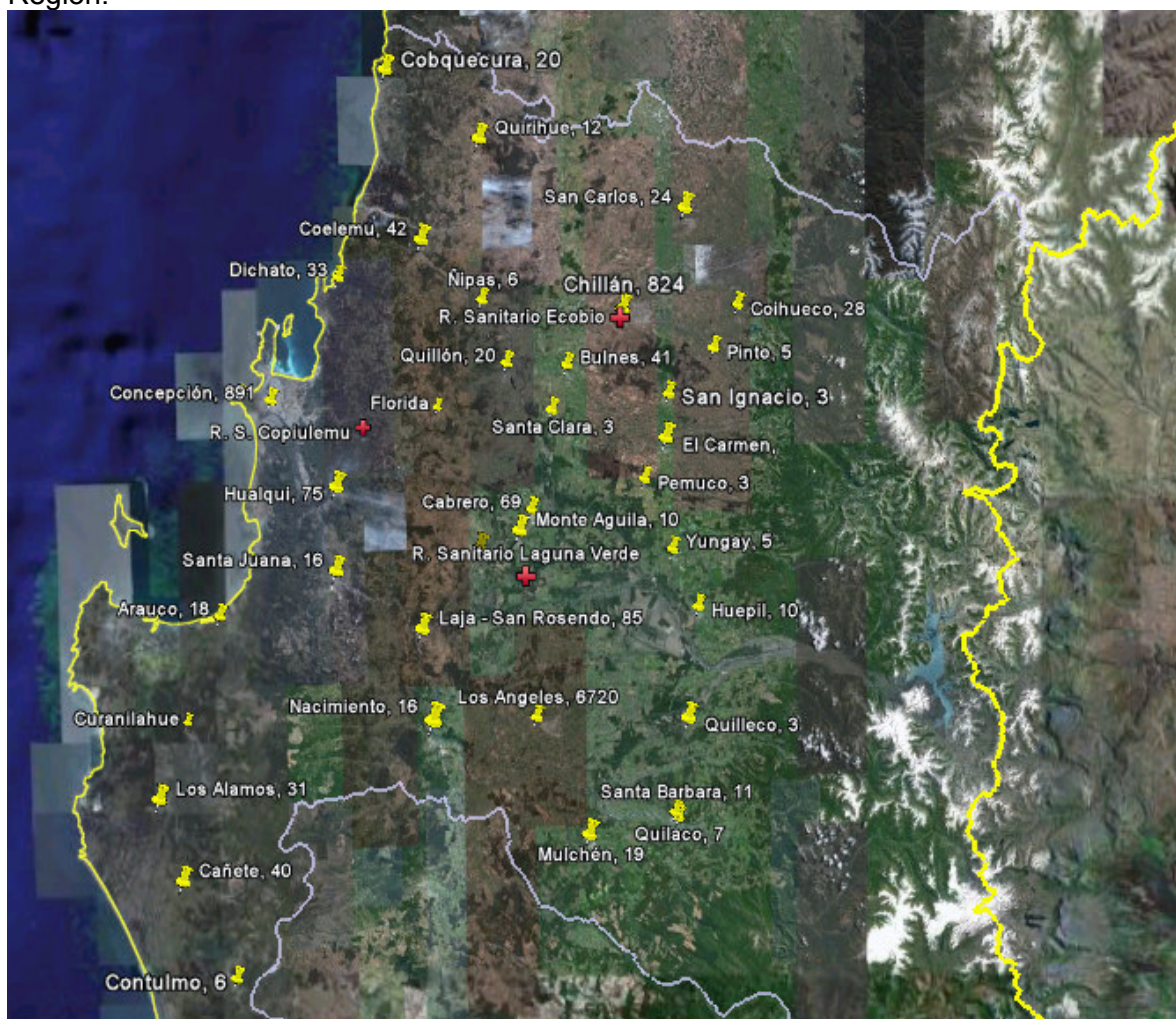 Región.
Cobquecura, 20
Quirihue, 12
San Carlos, 24
Coelemu, 42
Dichato, 33
Ñipas, 6
Chillán, 824
Coihueco, 28
R. Sanitario Ecobio
Quillón, 20
Bulnes, 41
Pinto, 5
Concepción, 891
Florida
San Ignacio, 3
Santa Clara, 3
R. S. Copiulemu
El Carmen,
Hualqui, 75
Pemuco, 3
Cabrero, 69
Monte Aguila, 10
Yungay, 5
R. Sanitario Laguna Verde
Santa Juana, 16
Arauco, 18
Huepil, 10
Laja - San Rosendo, 85
Los Angeles, 6720
Nacimiento, 16
Curanilahue
Quilleco, 3
Los Alamos, 31
Santa Barbara, 11
Quilaco, 7
Mulchén, 19
Cañete, 40
Contulmo, 6